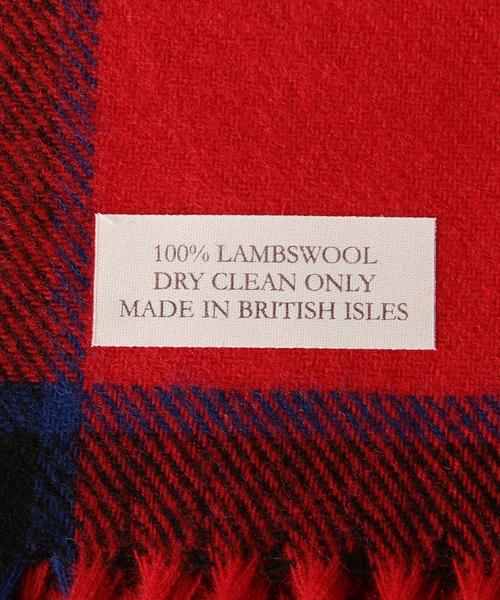 100% LAMBSWOOL
DRY CLEAN ONLY
MADE IN BRITISH ISLES